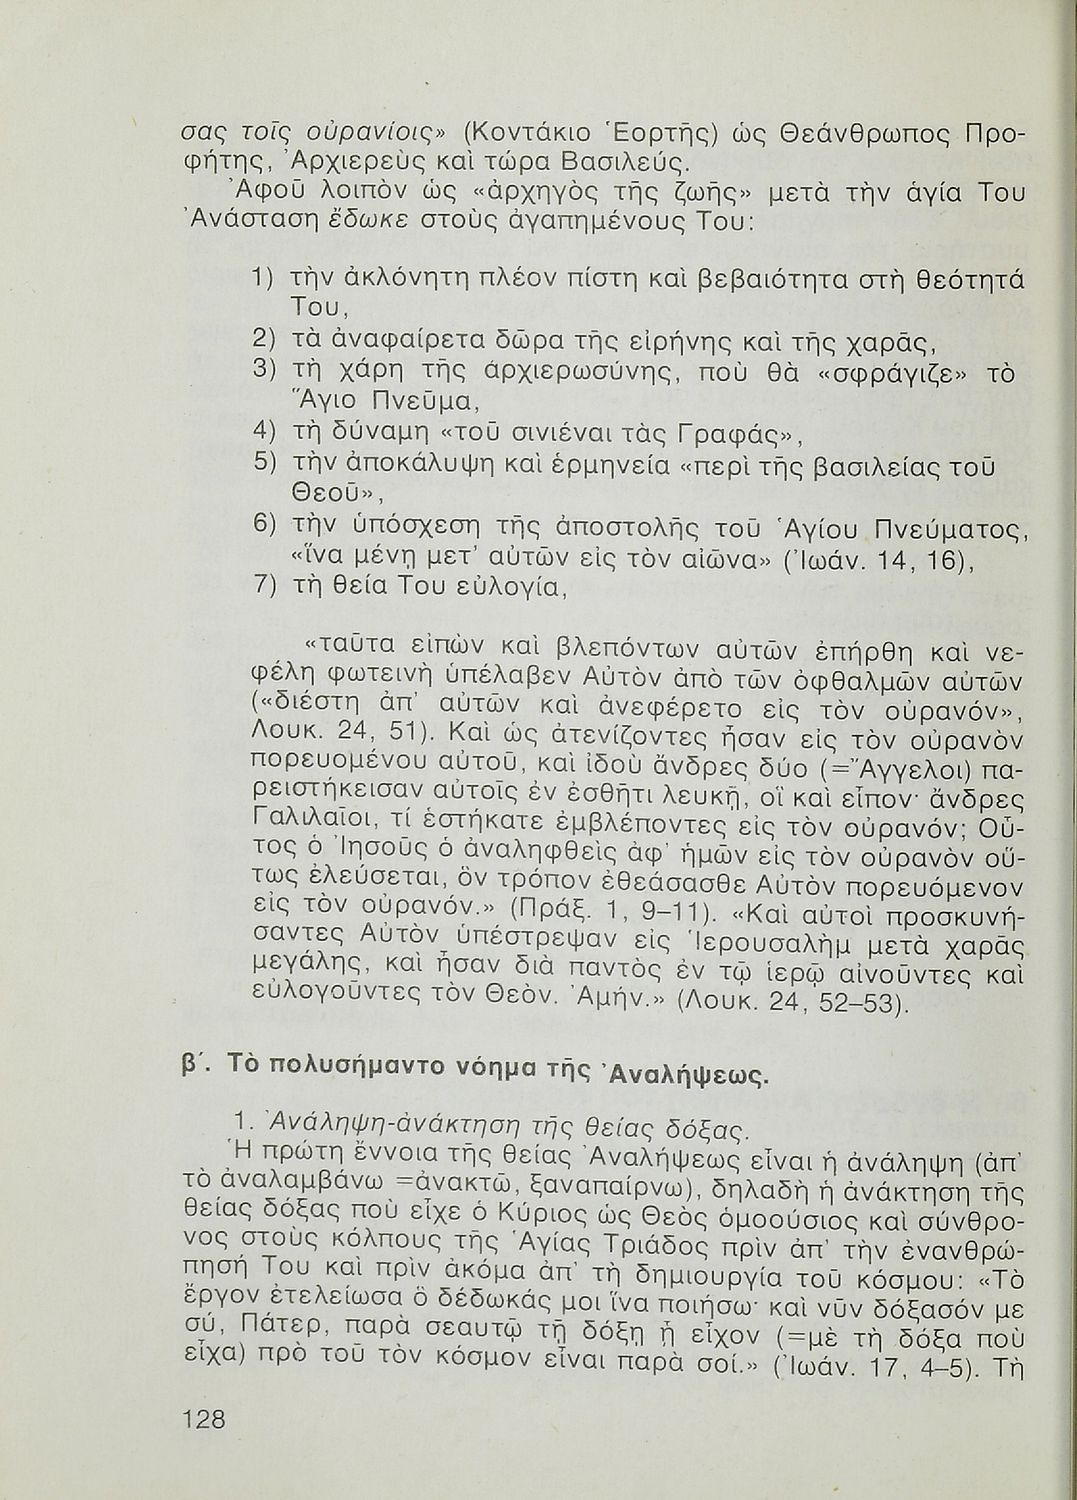 σας τοῖς οὐρανίοις» (Κοντάκιο Ἑορτῆς) ὡς Θεάνθρωπος Προ-
φήτης, Ἀρχιερεὺς καὶ τώρα Βασιλεύς.
Ἀφοῦ λοιπὸν ὡς «ἀρχηγὸς τῆς ζωῆς» μετὰ τὴν ἁγία Του
Ἀνάσταση ἔδωκε στοὺς ἀγαπημένους Του:
1) τὴν ἀκλόνητη πλέον πίστη καὶ βεβαιότητα στὴ θεότητά
Του,
2) τὰ ἀναφαίρετα δῶρα τῆς εἰρήνης καὶ τῆς χαρᾶς,
3) τὴ χάρη τῆς ἀρχιερωσύνης, ποὺ θὰ «σφράγιζε» τὸ
Ἅγιο Πνεῦμα,
4) τὴ δύναμη «τοῦ σινιέναι τὰς Γραφάς»,
5) τὴν ἀποκάλυψη καὶ ἑρμηνεία «περὶ τῆς βασιλείας τοῦ
Θεοῦ»,
6) τὴν ὑπόσχεση τῆς ἀποστολῆς τοῦ Ἁγίου Πνεύματος,
«ἵνα μένῃ μετ' αὐτῶν εἰς τὸν αἰῶνα» (Ἰωάν. 14, 16),
7) τὴ θεία Του εὐλογία,
«ταῦτα εἰπὼν καὶ βλεπόντων αὐτῶν ἐπήρθη καὶ νε-
φέλη φωτεινὴ ὑπέλαβεν Αὐτὸν ἀπὸ τῶν ὀφθαλμῶν αὐτῶν
(«διέστη ἀπ' αὐτῶν καὶ ἀνεφέρετο εἰς τὸν οὐρανόν»,
Λουκ. 24, 51). Καὶ ὡς ἀτενίζοντες ἦσαν εἰς τὸν οὐρανὸν
πορευομένου αὐτοῦ, καὶ ἰδοὺ ἄνδρες δύο (=Ἄγγελοι) πα-
ρειστήκεισαν αὐτοῖς ἐν ἐσθῆτι λευκῇ, οἵ καὶ εἶπον· ἄνδρες
Γαλιλαῖοι, τί ἑστήκατε ἐμβλέποντες εἰς τὸν οὐρανόν; Οὗ-
τος ὁ Ἰησοῦς ὁ ἀναληφθεὶς ἀφ' ἡμῶν εἰς τὸν οὐρανὸν οὕ-
τως ἐλεύσεται, ὃν τρόπον ἐθεάσασθε Αὐτὸν πορευόμενον
εἰς τὸν οὐρανόν.» (Πράξ. 1, 9–11). «Καὶ αὐτοὶ προσκυνή-
σαντες Αὐτὸν ὑπέστρεψαν εἰς Ἱερουσαλὴμ μετὰ χαρᾶς
μεγάλης, καὶ ἦσαν διὰ παντὸς ἐν τῷ ἱερῷ αἰνοῦντες καὶ
εὐλογοῦντες τὸν Θεὸν. Ἀμήν.» (Λουκ. 24, 52–53).
β΄. Τὸ πολυσήμαντο νόημα τῆς Ἀναλήψεως.
1. Ἀνάληψη-ἀνάκτηση τῆς θείας δόξας.
Ἡ πρώτη ἔννοια τῆς θείας Ἀναλήψεως εἶναι ἡ ἀνάληψη (ἀπ'
τὸ ἀναλαμβάνω =ἀνακτῶ, ξαναπαίρνω), δηλαδὴ ἡ ἀνάκτηση τῆς
θείας δόξας ποὺ εἶχε ὁ Κύριος ὡς Θεὸς ὁμοούσιος καὶ σύνθρο-
νος στοὺς κόλπους τῆς Ἁγίας Τριάδος πρὶν ἀπ' τὴν ἐνανθρώ-
πησή Του καὶ πρὶν ἀκόμα ἀπ' τὴ δημιουργία τοῦ κόσμου: «Τὸ
ἔργον ἐτελείωσα ὃ δέδωκάς μοι ἵνα ποιήσω· καὶ νῦν δόξασόν με
σύ, Πάτερ, παρὰ σεαυτῷ τῇ δόξῃ ᾗ εἶχον (=μὲ τὴ δόξα ποὺ
εἶχα) πρὸ τοῦ τὸν κόσμον εἶναι παρὰ σοί.» (Ἰωάν. 17, 4–5). Τὴ
128